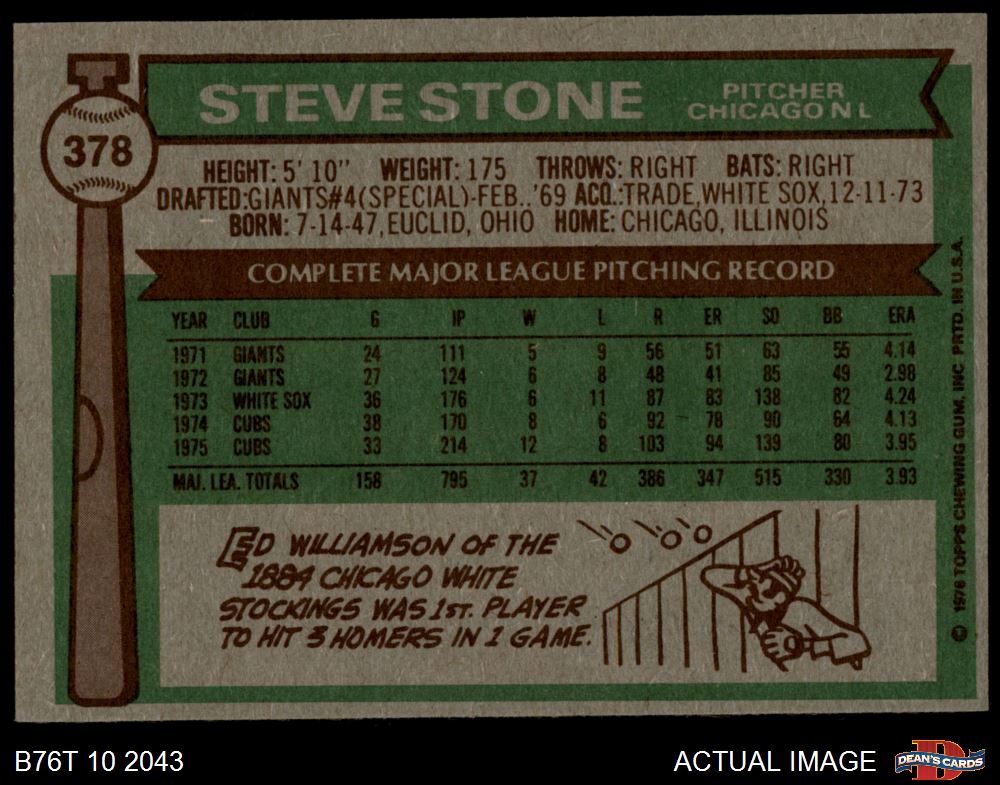 378
STEVE STONE
PITCHER
CHICAGO N L
HEIGHT: 5' 10" WEIGHT: 175 THROWS: RIGHT BATS: RIGHT
DRAFTED: GIANTS#4(SPECIAL)-FEB., '69 ACQ.: TRADE, WHITE SOX, 12-11-73
BORN: 7-14-47, EUCLID, OHIO HOME: CHICAGO, ILLINOIS
COMPLETE MAJOR LEAGUE PITCHING RECORD
YEAR CLUB G IP W L R ER SO BB ERA
1971 GIANTS 24 111 5 9 56 51 63 55 4.14
1972 GIANTS 27 124 6 8 48 41 85 49 2.98
1973 WHITE SOX 36 176 6 11 87 83 138 82 4.24
1974 CUBS 38 170 8 6 92 78 90 64 4.13
1975 CUBS 33 214 12 8 103 94 139 80 3.95
MAJ. LEA. TOTALS 158 795 37 42 386 347 515 330 3.93
ED WILLIAMSON OF THE
1884 CHICAGO WHITE
STOCKINGS WAS 1ST. PLAYER
TO HIT 3 HOMERS IN 1 GAME.
© 1976 TOPPS CHEWING GUM, INC. PRTD. IN U.S.A.
B76T 10 2043
ACTUAL IMAGE
D
DEAN'S CARDS